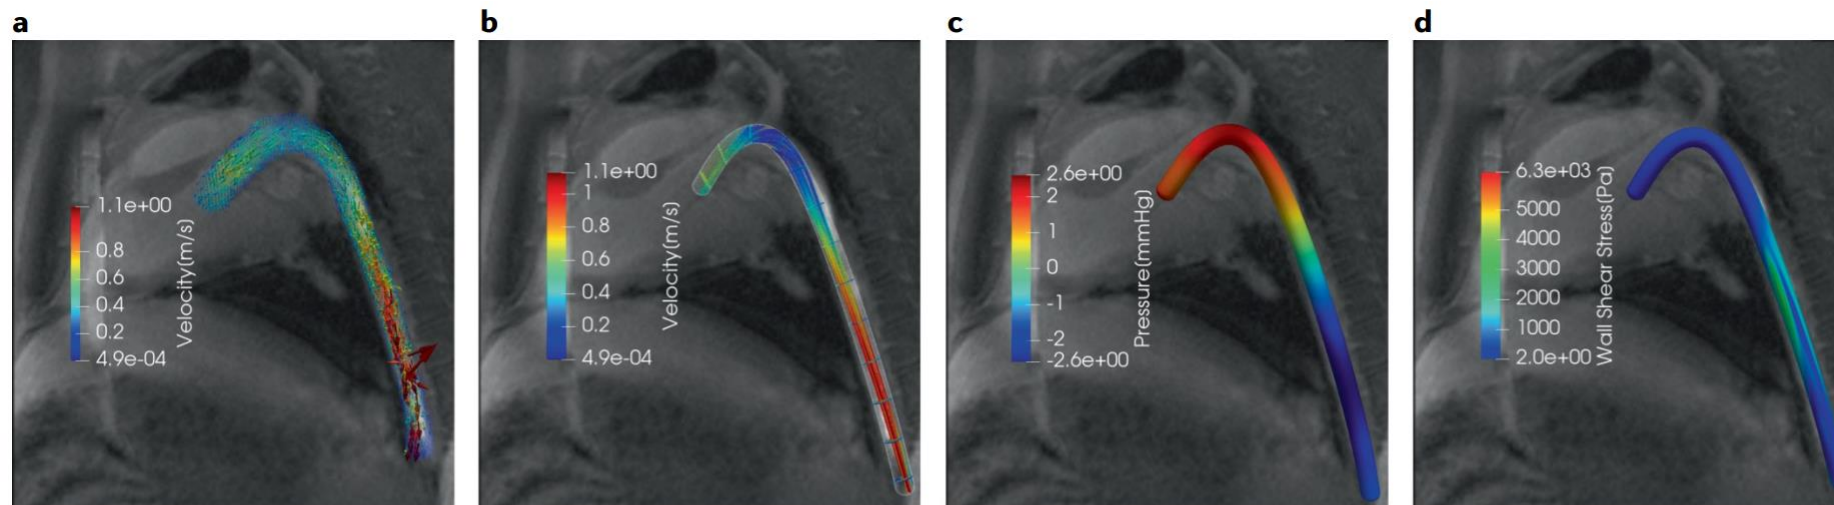 a
b
c
d
1.1e+00
0.8
0.6
0.4
0.2
4.9e-04
Velocity(m/s)
1.1e+00
1
0.8
0.6
0.4
0.2
4.9e-04
Velocity(m/s)
2.6e+00
2
1
0
-1
-2
-2.6e+00
Pressure(mmHg)
6.3e+03
5000
4000
3000
2000
1000
2.0e+00
Wall Shear Stress(Pa)